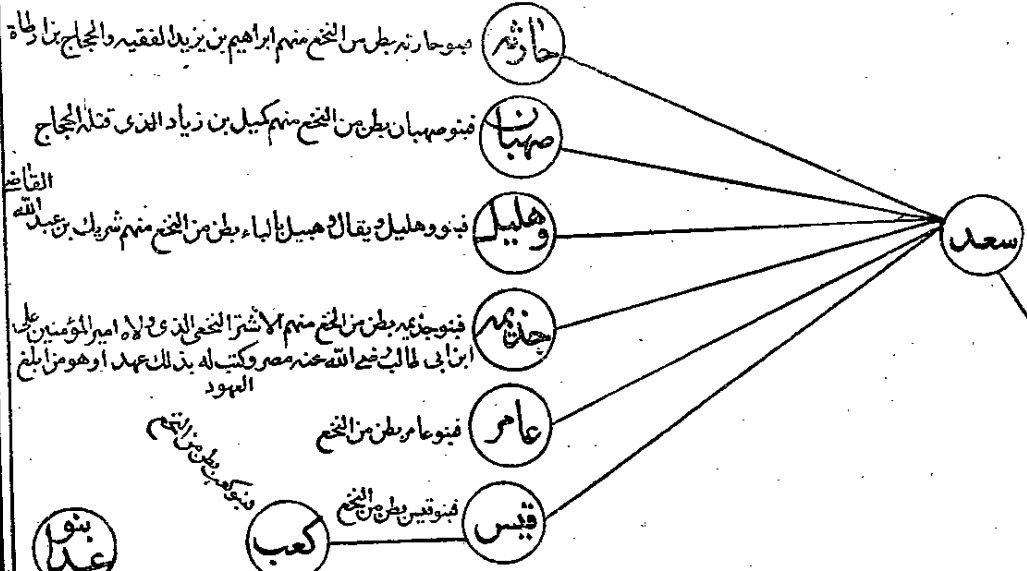 حارثه
فبنو حارثه بطن من النخع منهم ابراهيم بن يزيد الفقيه والحجاج بن ارطاة
صهبان
فبنو صهبان بطن من النخع منهم كميل بن زياد الذى قتله الحجاج
وهليل
فبنو وهليل ويقال وهبيل بالباء بطن من النخع منهم شريك بن عبد الله
القاضى
سعد
جذيمه
فبنو جذيمه بطن من النخع منهم الاشتر النخعى الذى ولاه امير المؤمنين على
ابن ابى طالب رضى الله عنه مصر وكتب له بذلك عهدا وهو من ابلغ
العهود
عامر
فبنو عامر بطن من النخع
قيس
فبنو قيس بطن من النخع
كعب
فبنو كعب بطن من النخع
بنو